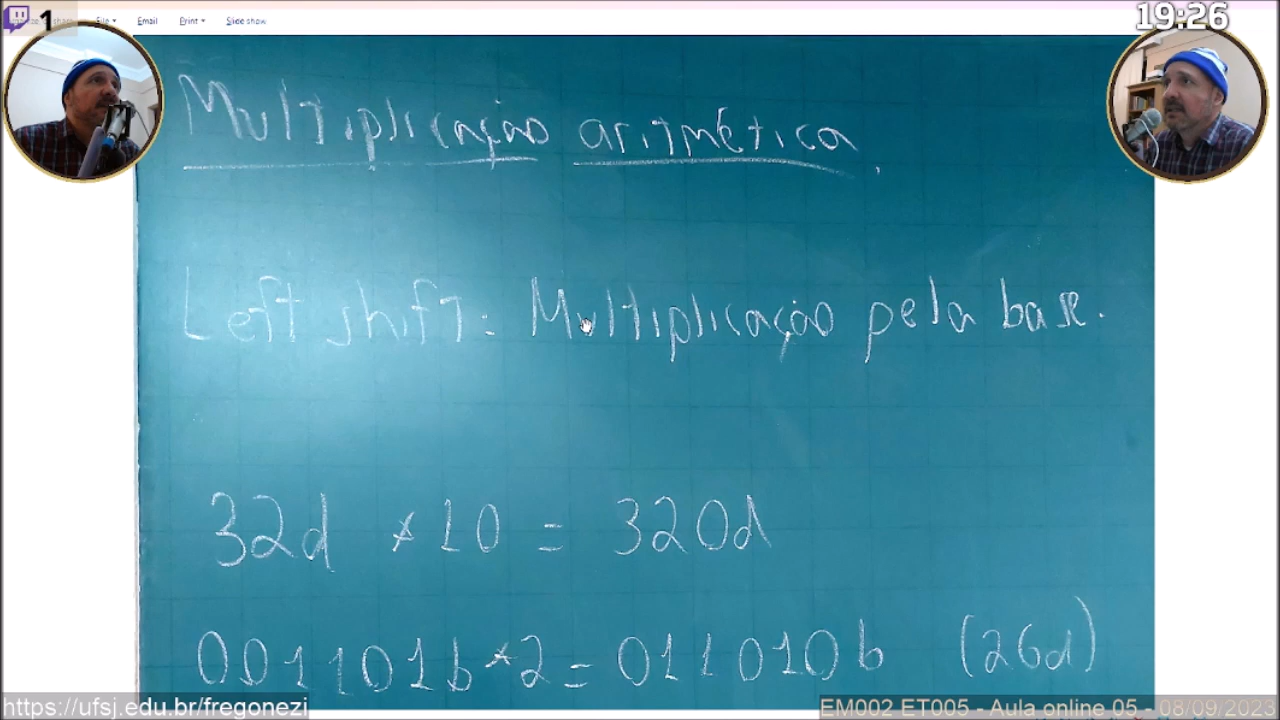 1 File Email Print Slide show 19:26
Multiplicação aritmética.
Left shift: Multiplicação pela base.
32d * 10 = 320d
001101b * 2 = 011010b (26d)
https://ufsj.edu.br/fregonezi EM002 ET005 - Aula online 05 - 08/09/2023